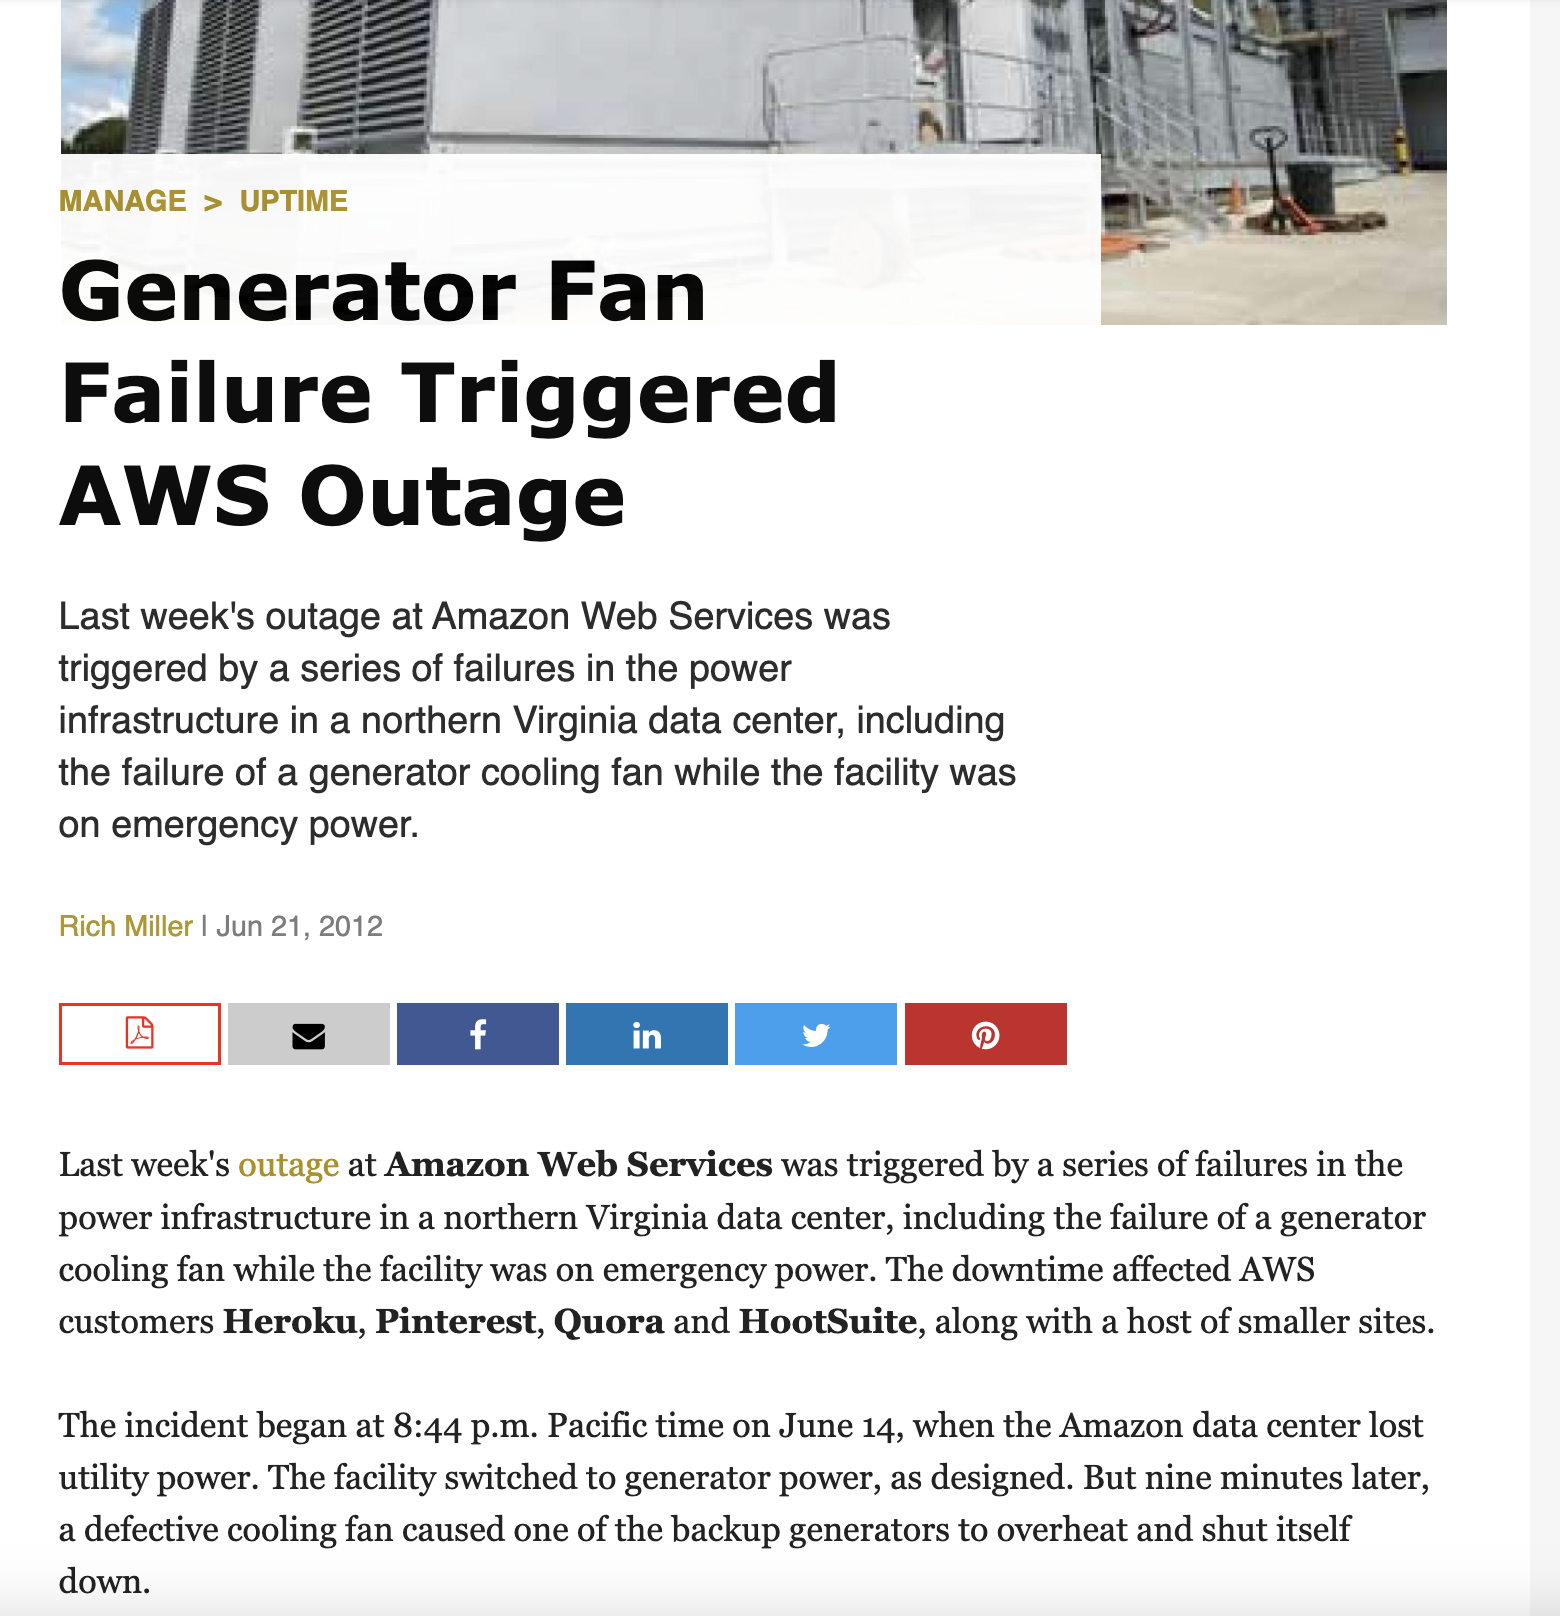 MANAGE > UPTIME
Generator Fan
Failure Triggered
AWS Outage
Last week's outage at Amazon Web Services was
triggered by a series of failures in the power
infrastructure in a northern Virginia data center, including
the failure of a generator cooling fan while the facility was
on emergency power.
Rich Miller | Jun 21, 2012
Last week's outage at Amazon Web Services was triggered by a series of failures in the
power infrastructure in a northern Virginia data center, including the failure of a generator
cooling fan while the facility was on emergency power. The downtime affected AWS
customers Heroku, Pinterest, Quora and HootSuite, along with a host of smaller sites.
The incident began at 8:44 p.m. Pacific time on June 14, when the Amazon data center lost
utility power. The facility switched to generator power, as designed. But nine minutes later,
a defective cooling fan caused one of the backup generators to overheat and shut itself
down.